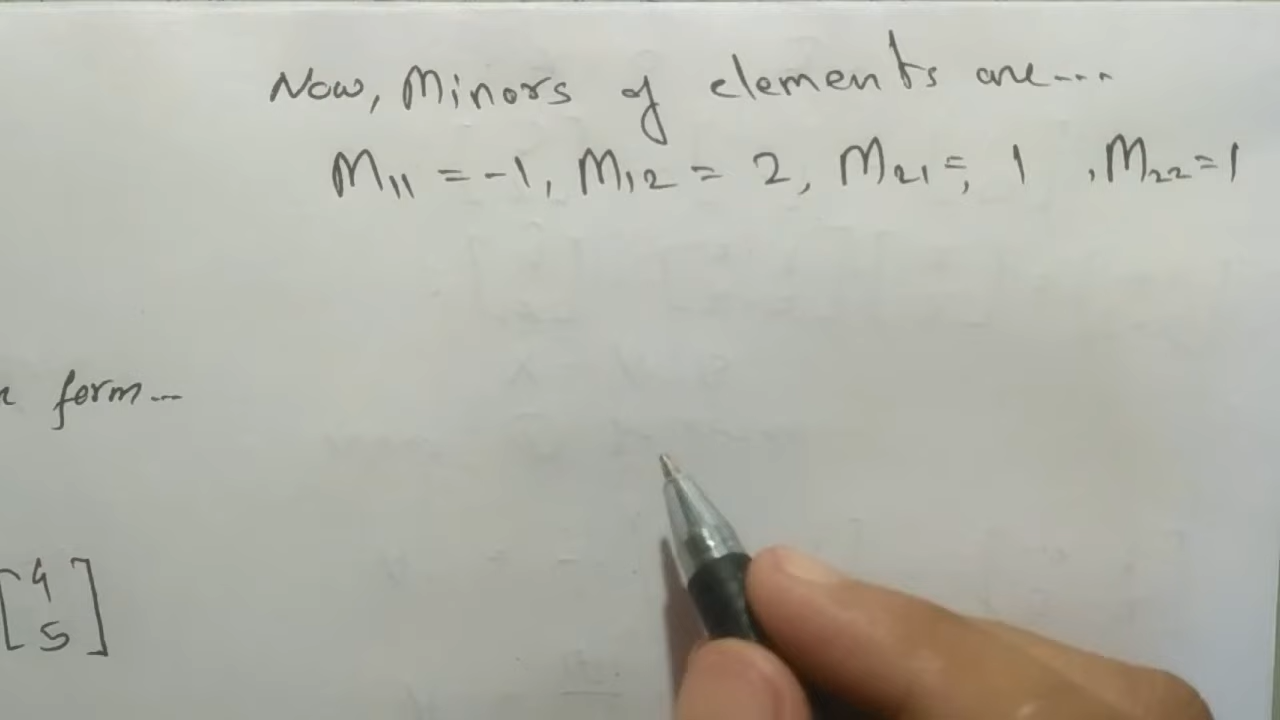 Now, Minors of elements are...
M₁₁ = -1, M₁₂ = 2, M₂₁ =, 1 , M₂₂ = 1
form...
[4
5]